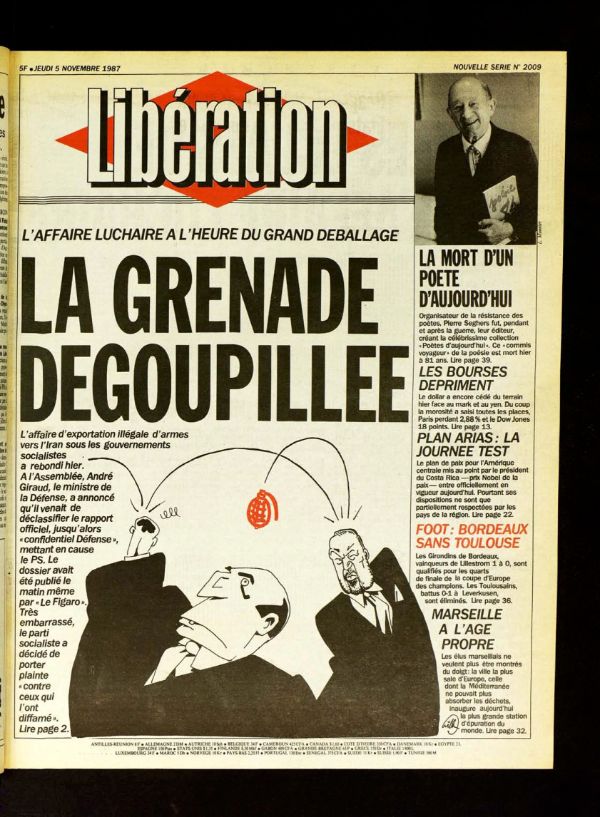 5F • JEUDI 5 NOVEMBRE 1987
NOUVELLE SERIE N° 2009
Libération
L'AFFAIRE LUCHAIRE A L'HEURE DU GRAND DEBALLAGE
LA GRENADE
DEGOUPILLEE
L'affaire d'exportation illégale d'armes
vers l'Iran sous les gouvernements
socialistes
a rebondi hier.
A l'Assemblée, André
Giraud, le ministre de
la Défense, a annoncé
qu'il venait de
déclassifier le rapport
officiel, jusqu'alors
«confidentiel Défense»,
mettant en cause
le PS. Le
dossier avait
été publié le
matin même
par «Le Figaro».
Très
embarrassé,
le parti
socialiste a
décidé de
porter
plainte
«contre
ceux qui
l'ont
diffamé».
Lire page 2.
LA MORT D'UN
POETE
D'AUJOURD'HUI
Organisateur de la résistance des
poètes, Pierre Seghers fut, pendant
et après la guerre, leur éditeur,
créant la célébrissime collection
«Poètes d'aujourd'hui». Ce «commis
voyageur» de la poésie est mort hier
à 81 ans. Lire page 39.
LES BOURSES
DEPRIMENT
Le dollar a encore cédé du terrain
hier face au mark et au yen. Du coup
la morosité a saisi toutes les places,
Paris perdant 2,86% et le Dow Jones
18 points. Lire page 13.
PLAN ARIAS : LA
JOURNEE TEST
Le plan de paix pour l'Amérique
centrale mis au point par le président
du Costa Rica —prix Nobel de la
paix— entre officiellement en
vigueur aujourd'hui. Pourtant ses
dispositions ne sont que
partiellement respectées par les
pays de la région. Lire page 22.
FOOT : BORDEAUX
SANS TOULOUSE
Les Girondins de Bordeaux,
vainqueurs de Lillestrom 1 à 0, sont
qualifiés pour les quarts
de finale de la coupe d'Europe
des champions. Les Toulousains,
battus 0-1 à Leverkusen,
sont éliminés. Lire page 36.
MARSEILLE
A L'AGE
PROPRE
Les élus marseillais ne
veulent plus être montrés
du doigt: la ville la plus
sale d'Europe, celle
dont la Méditerranée
ne pouvait plus
absorber les déchets,
inaugure aujourd'hui
la plus grande station
d'épuration du
monde. Lire page 32.